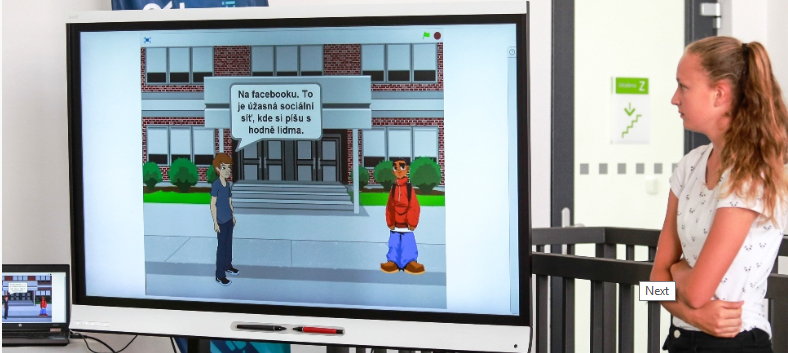 Na facebooku. To
je úžasná sociální
síť, kde si píšu s
hodně lidma.
Z
Next